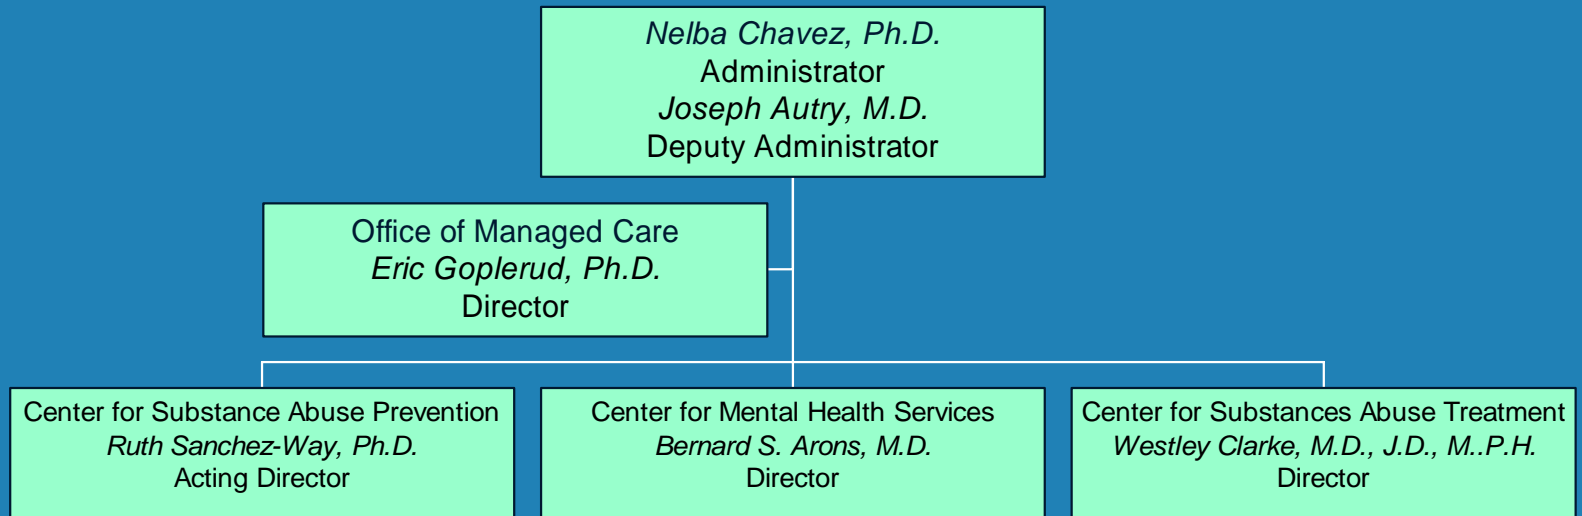 Nelba Chavez, Ph.D.
Administrator
Joseph Autry, M.D.
Deputy Administrator
Office of Managed Care
Eric Goplerud, Ph.D.
Director
Center for Substance Abuse Prevention
Ruth Sanchez-Way, Ph.D.
Acting Director
Center for Mental Health Services
Bernard S. Arons, M.D.
Director
Center for Substances Abuse Treatment
Westley Clarke, M.D., J.D., M..P.H.
Director